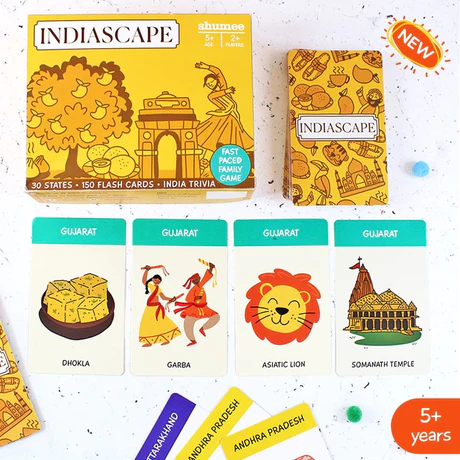 INDIASCAPE
shumee
5+
AGE
2+
PLAYERS
FAST
PACED
FAMILY
GAME
30 STATES • 150 FLASH CARDS • INDIA TRIVIA
INDIASCAPE
NEW
GUJARAT
DHOKLA
GUJARAT
GARBA
GUJARAT
ASIATIC LION
GUJARAT
SOMANATH TEMPLE
ANDHRA PRADESH
ANDHRA PRADESH
5+
years